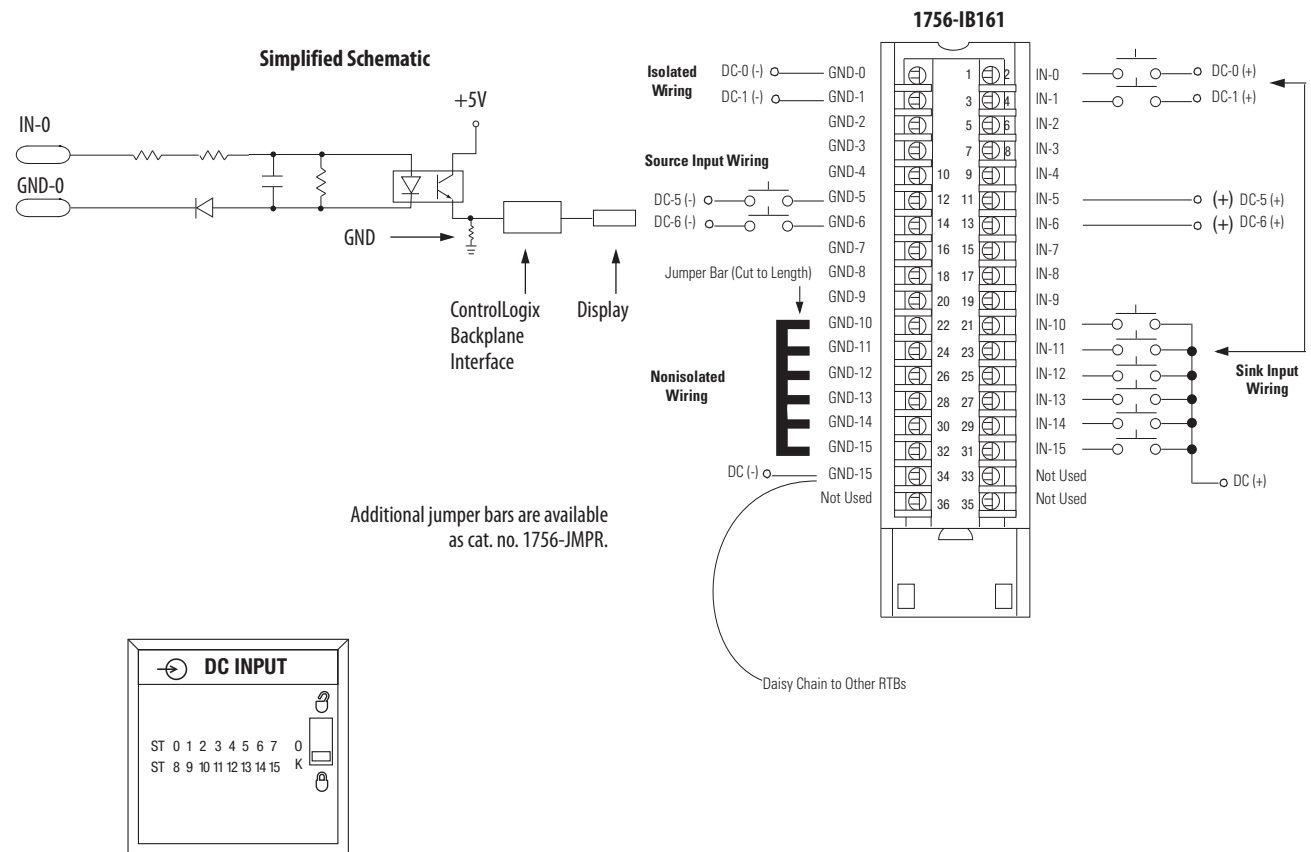 1756-IB161
Simplified Schematic
+5V
IN-0
GND-0
GND
ControlLogix
Backplane
Interface
Display
Additional jumper bars are available
as cat. no. 1756-JMPR.
DC INPUT
ST 0 1 2 3 4 5 6 7 O
ST 8 9 10 11 12 13 14 15 K
Isolated
Wiring
Source Input Wiring
Jumper Bar (Cut to Length)
Nonisolated
Wiring
DC-0 (-) GND-0 1 2 IN-0 DC-0 (+)
DC-1 (-) GND-1 3 4 IN-1 DC-1 (+)
GND-2 5 6 IN-2
GND-3 7 8 IN-3
GND-4 10 9 IN-4
DC-5 (-) GND-5 12 11 IN-5 (+) DC-5 (+)
DC-6 (-) GND-6 14 13 IN-6 (+) DC-6 (+)
GND-7 16 15 IN-7
GND-8 18 17 IN-8
GND-9 20 19 IN-9
GND-10 22 21 IN-10
GND-11 24 23 IN-11
GND-12 26 25 IN-12
GND-13 28 27 IN-13
GND-14 30 29 IN-14
GND-15 32 31 IN-15
DC (-) GND-15 34 33 Not Used DC (+)
Not Used 36 35 Not Used
Sink Input
Wiring
Daisy Chain to Other RTBs